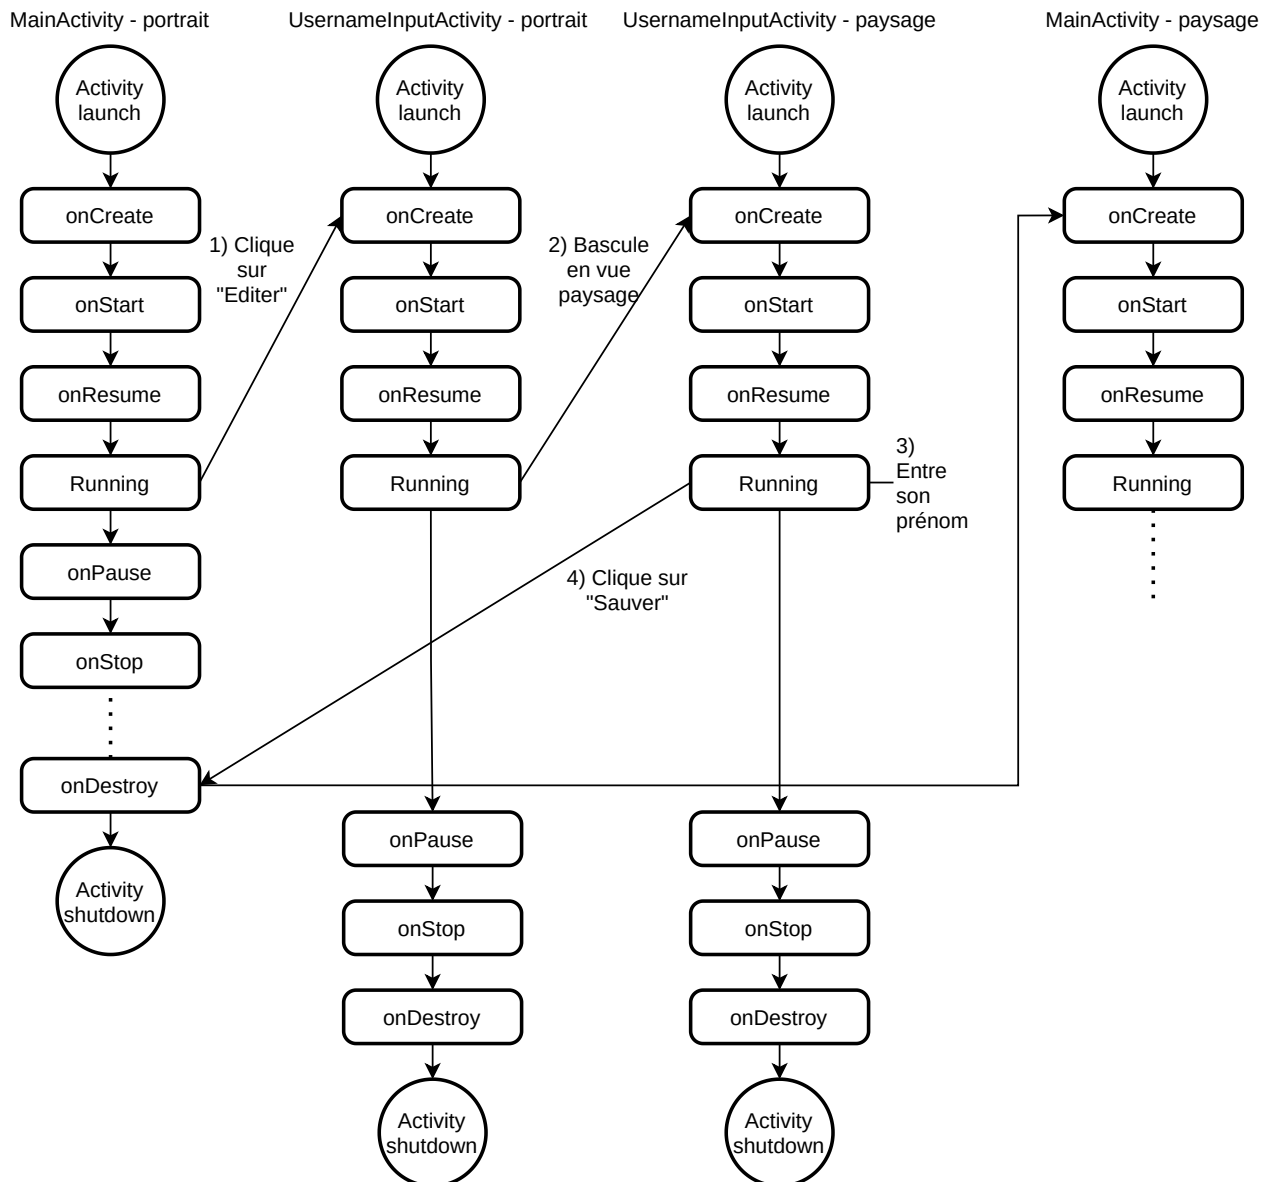 MainActivity - portrait
UsernameInputActivity - portrait
UsernameInputActivity - paysage
MainActivity - paysage
Activity
launch
Activity
launch
Activity
launch
Activity
launch
onCreate
onCreate
onCreate
onCreate
1) Clique
sur
"Editer"
2) Bascule
en vue
paysage
onStart
onStart
onStart
onStart
onResume
onResume
onResume
onResume
Running
Running
Running
3)
Entre
son
prénom
Running
onPause
4) Clique sur
"Sauver"
onStop
onDestroy
onPause
onPause
Activity
shutdown
onStop
onStop
onDestroy
onDestroy
Activity
shutdown
Activity
shutdown